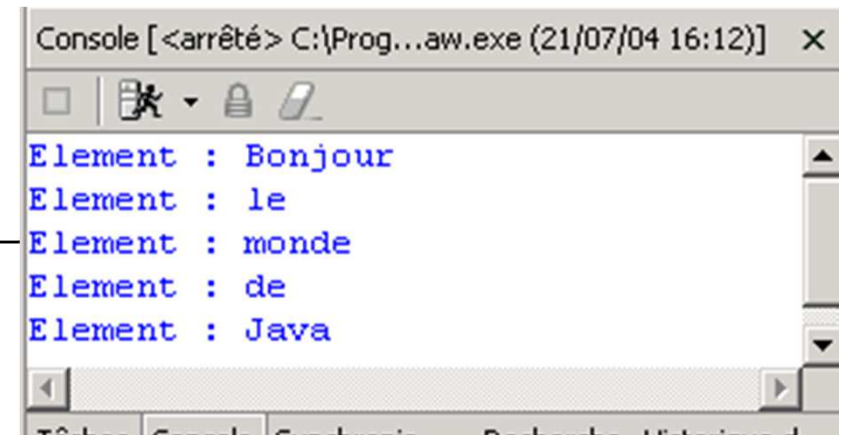 Console [<arrêté> C:\Prog...aw.exe (21/07/04 16:12)]
Element : Bonjour
Element : le
Element : monde
Element : de
Element : Java
Console